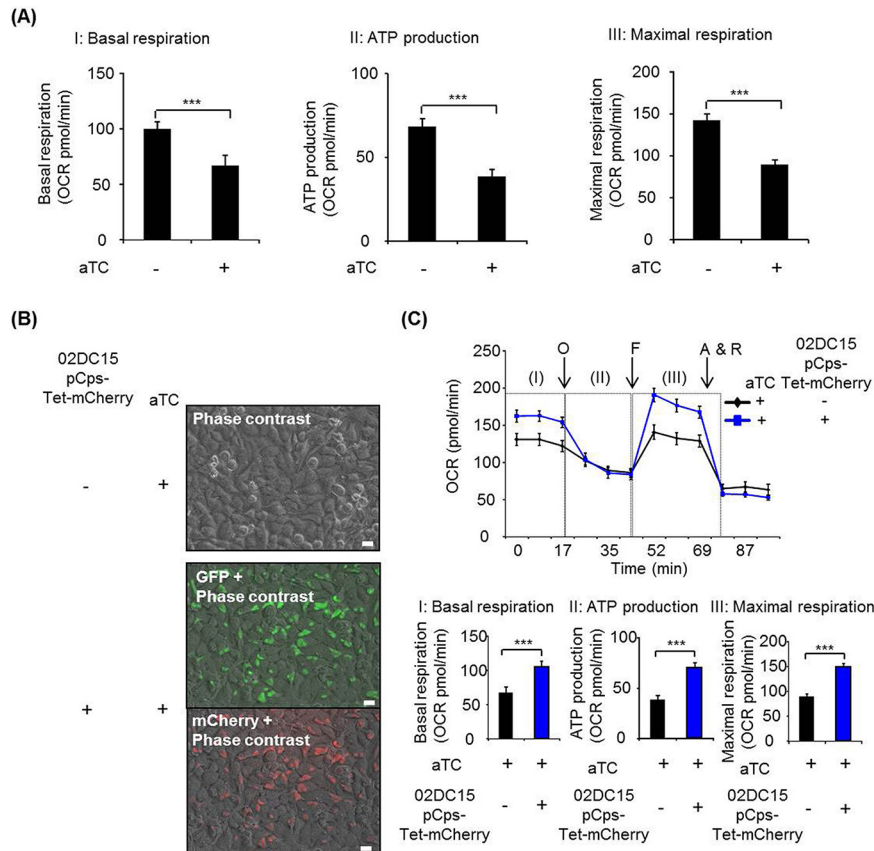 (A)
I: Basal respiration
II: ATP production
III: Maximal respiration
Basal respiration
(OCR pmol/min)
150
100
50
0
***
aTC
-
+
ATP production
(OCR pmol/min)
100
50
0
***
aTC
-
+
Maximal respiration
(OCR pmol/min)
200
150
100
50
0
***
aTC
-
+
(B)
02DC15
pCps-
Tet-mCherry
aTC
Phase contrast
-
+
GFP +
Phase contrast
+
+
mCherry +
Phase contrast
(C)
O
F
A & R
(I)
(II)
(III)
OCR (pmol/min)
250
200
150
100
50
0
0
17
35
52
69
87
Time (min)
aTC
02DC15
pCps-
Tet-mCherry
+
-
+
+
I: Basal respiration
II: ATP production
III: Maximal respiration
Basal respiration
(OCR pmol/min)
150
100
50
0
***
ATP production
(OCR pmol/min)
100
50
0
***
Maximal respiration
(OCR pmol/min)
200
150
100
50
0
***
aTC
+
+
aTC
+
+
aTC
+
+
02DC15
pCps-
Tet-mCherry
-
+
02DC15
pCps-
Tet-mCherry
-
+
02DC15
pCps-
Tet-mCherry
-
+